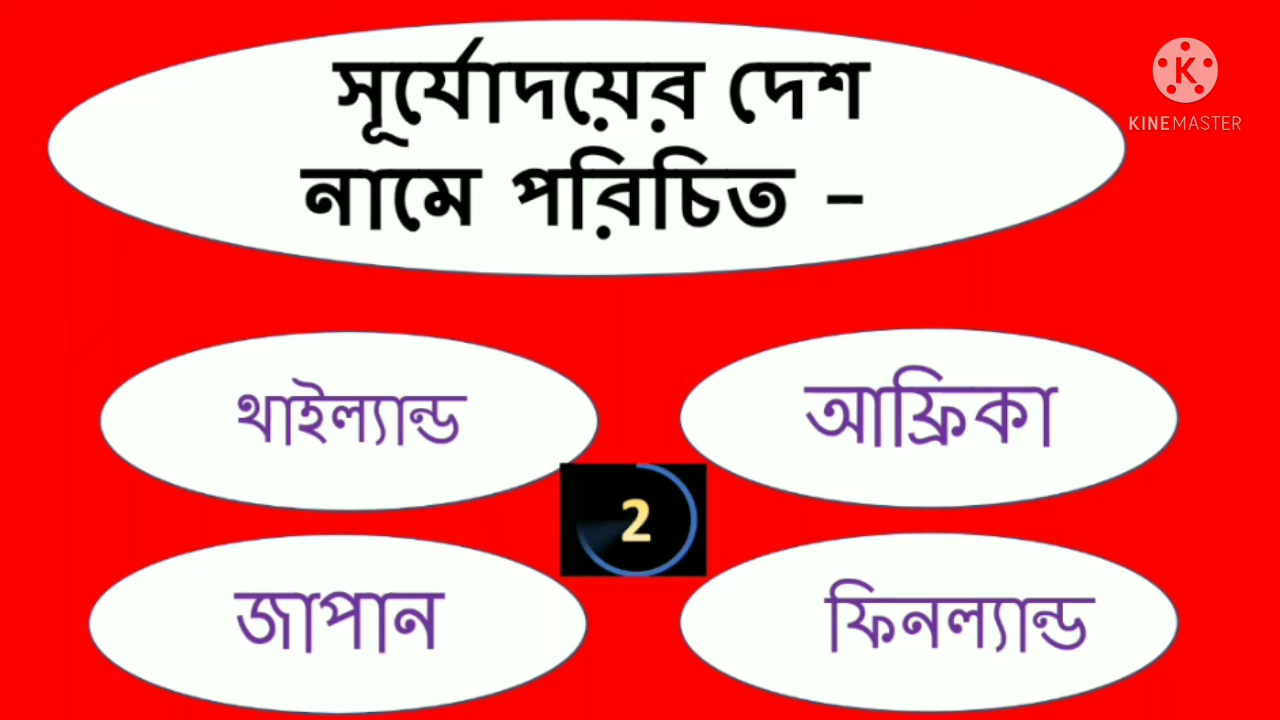 সূর্যোদয়ের দেশ
নামে পরিচিত -
KINEMASTER
থাইল্যান্ড
আফ্রিকা
2
জাপান
ফিনল্যান্ড